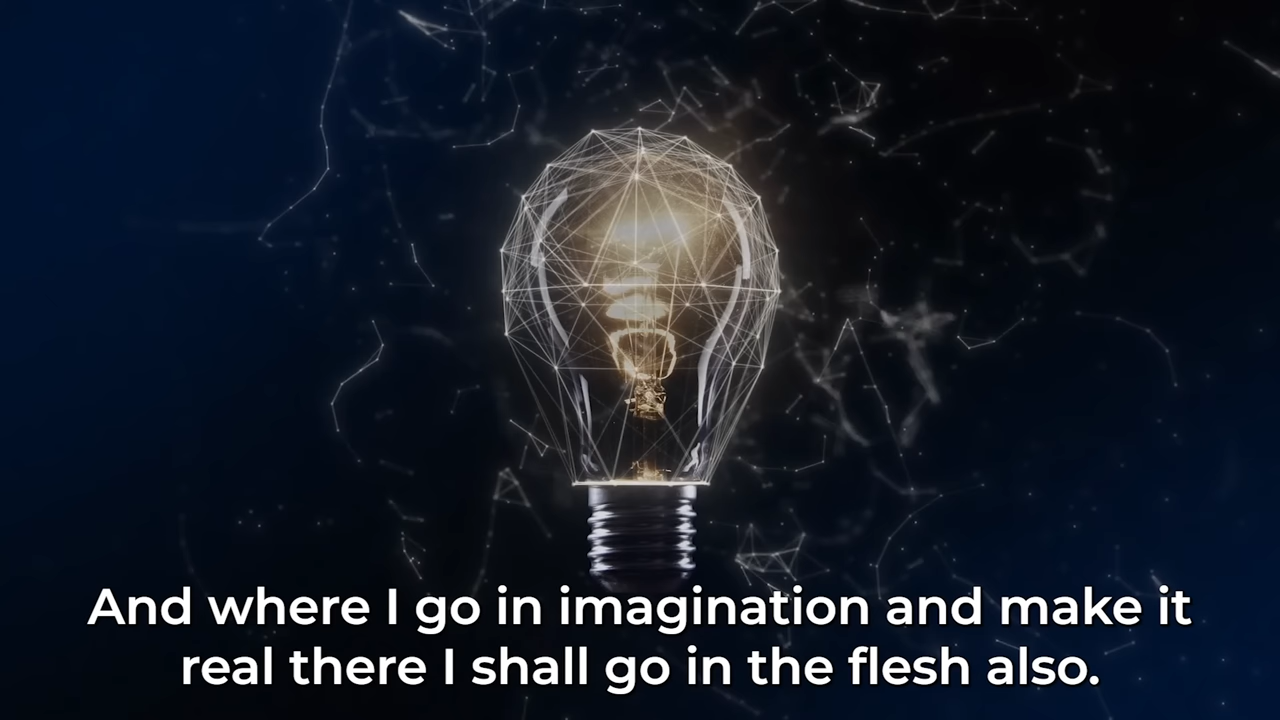 And where I go in imagination and make it
real there I shall go in the flesh also.